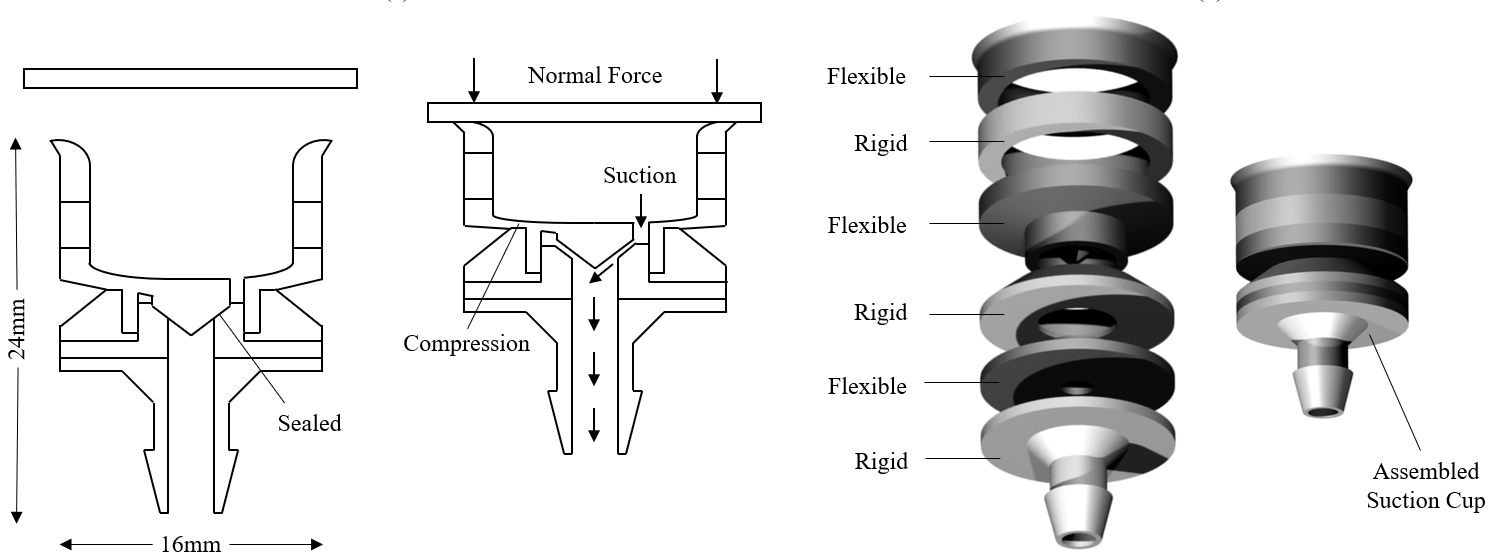 24mm
16mm
Sealed
Normal Force
Suction
Compression
Flexible
Rigid
Flexible
Rigid
Flexible
Rigid
Assembled
Suction Cup